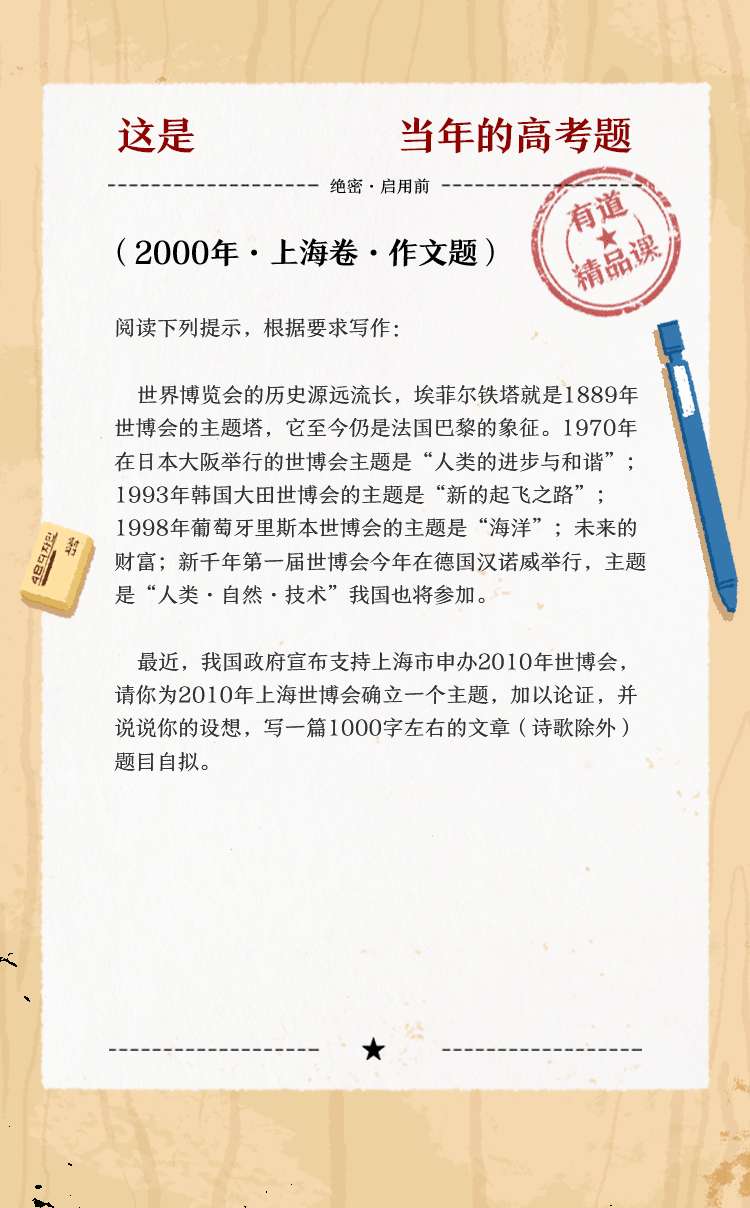 这是 当年的高考题
绝密·启用前
有道
精品课
（2000年·上海卷·作文题）
阅读下列提示，根据要求写作：
世界博览会的历史源远流长，埃菲尔铁塔就是1889年
世博会的主题塔，它至今仍是法国巴黎的象征。1970年
在日本大阪举行的世博会主题是“人类的进步与和谐”；
1993年韩国大田世博会的主题是“新的起飞之路”；
1998年葡萄牙里斯本世博会的主题是“海洋”；未来的
财富；新千年第一届世博会今年在德国汉诺威举行，主题
是“人类·自然·技术”我国也将参加。
最近，我国政府宣布支持上海市申办2010年世博会，
请你为2010年上海世博会确立一个主题，加以论证，并
说说你的设想，写一篇1000字左右的文章（诗歌除外）
题目自拟。